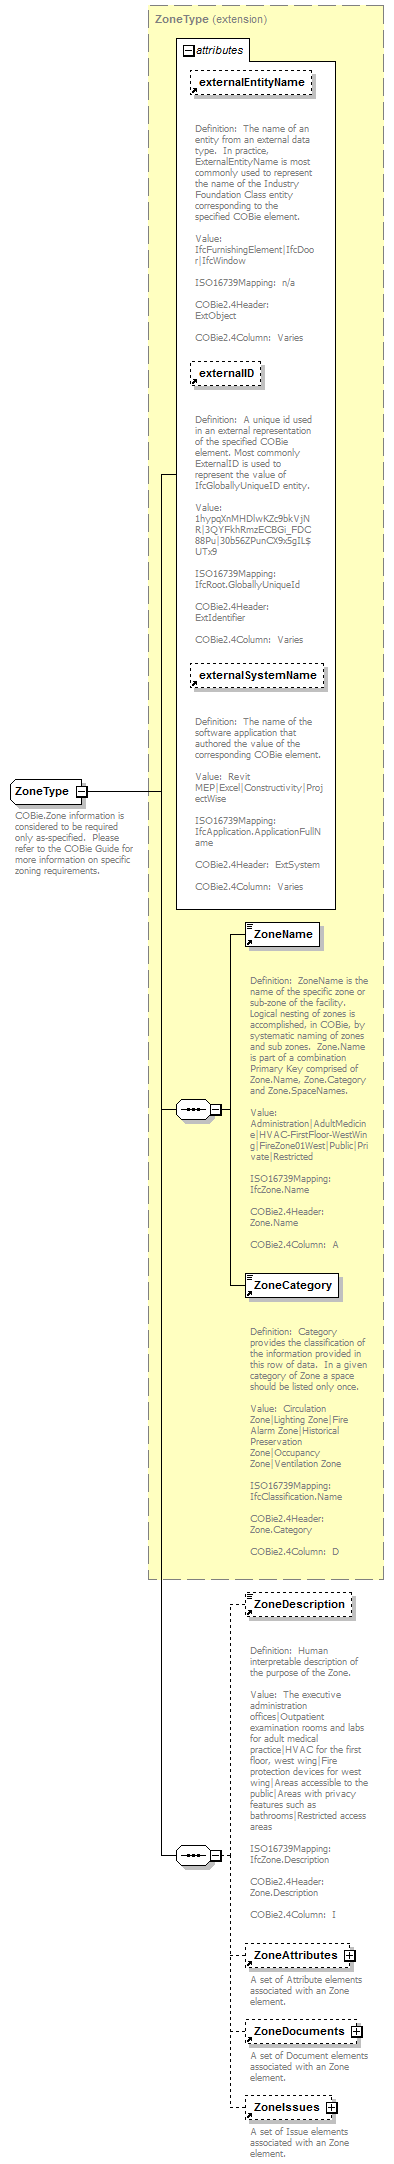 ZoneType (extension)
attributes
externalEntityName
Definition:  The name of an
entity from an external data
type.  In practice,
ExternalEntityName is most
commonly used to represent
the name of the Industry
Foundation Class entity
corresponding to the
specified COBie element.
Value:
IfcFurnishingElement|IfcDoo
r|IfcWindow
ISO16739Mapping:  n/a
COBie2.4Header:
ExtObject
COBie2.4Column:  Varies
externalID
Definition:  A unique id used
in an external representation
of the specified COBie
element. Most commonly
ExternalID is used to
represent the value of
IfcGloballyUniqueID entity.
Value:
1hypqXnMHDlwKZc9bkVjN
R|3QYFkhRmzECBGi_FDC
88Pu|30b56ZPunCX9xSgIL$
UTx9
ISO16739Mapping:
IfcRoot.GloballyUniqueId
COBie2.4Header:
ExtIdentifier
COBie2.4Column:  Varies
externalSystemName
Definition:  The name of the
software application that
authored the value of the
corresponding COBie element.
Value:  Revit
MEP|Excel|Constructivity|Proj
ectWise
ISO16739Mapping:
IfcApplication.ApplicationFullN
ame
COBie2.4Header:  ExtSystem
COBie2.4Column:  Varies
ZoneType
COBie.Zone information is
considered to be required
only as-specified.  Please
refer to the COBie Guide for
more information on specific
zoning requirements.
ZoneName
Definition:  ZoneName is the
name of the specific zone or
sub-zone of the facility.
Logical nesting of zones is
accomplished, in COBie, by
systematic naming of zones
and sub zones.  Zone.Name
is part of a combination
Primary Key comprised of
Zone.Name, Zone.Category
and Zone.SpaceNames.
Value:
Administration|AdultMedicin
e|HVAC-FirstFloor-WestWin
g|FireZone01West|Public|Pri
vate|Restricted
ISO16739Mapping:
IfcZone.Name
COBie2.4Header:
Zone.Name
COBie2.4Column:  A
ZoneCategory
Definition:  Category
provides the classification of
the information provided in
this row of data.  In a given
category of Zone a space
should be listed only once.
Value:  Circulation
Zone|Lighting Zone|Fire
Alarm Zone|Historical
Preservation
Zone|Occupancy
Zone|Ventilation Zone
ISO16739Mapping:
IfcClassification.Name
COBie2.4Header:
Zone.Category
COBie2.4Column:  D
ZoneDescription
Definition:  Human
interpretable description of
the purpose of the Zone.
Value:  The executive
administration
offices|Outpatient
examination rooms and labs
for adult medical
practice|HVAC for the first
floor, west wing|Fire
protection devices for west
wing|Areas accessible to the
public|Areas with privacy
features such as
bathrooms|Restricted access
areas
ISO16739Mapping:
IfcZone.Description
COBie2.4Header:
Zone.Description
COBie2.4Column:  I
ZoneAttributes
A set of Attribute elements
associated with an Zone
element.
ZoneDocuments
A set of Document elements
associated with an Zone
element.
ZoneIssues
A set of Issue elements
associated with an Zone
element.